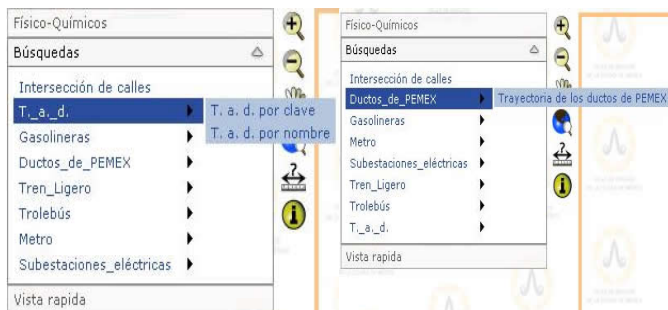 Físico-Químicos
Búsquedas
Intersección de calles
T._a._d.
T. a. d. por clave
T. a. d. por nombre
Gasolineras
Ductos_de_PEMEX
Tren_Ligero
Trolebús
Metro
Subestaciones_eléctricas
Vista rapida
Físico-Químicos
Búsquedas
Intersección de calles
Ductos_de_PEMEX
Trayectoria de los ductos de PEMEX
Gasolineras
Metro
Subestaciones_eléctricas
Tren_Ligero
Trolebús
T._a._d.
Vista rapida